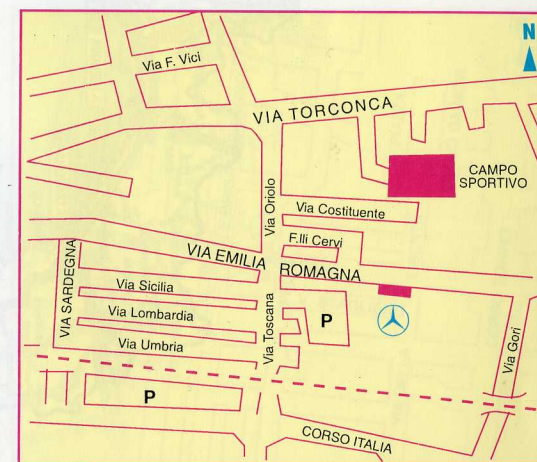 N
Via F. Vici
VIA TORCONCA
CAMPO
SPORTIVO
Via Oriolo
Via Costituente
F.lli Cervi
VIA EMILIA ROMAGNA
VIA SARDEGNA
Via Sicilia
Via Lombardia
Via Toscana
P
Via Umbria
Via Gori
P
CORSO ITALIA